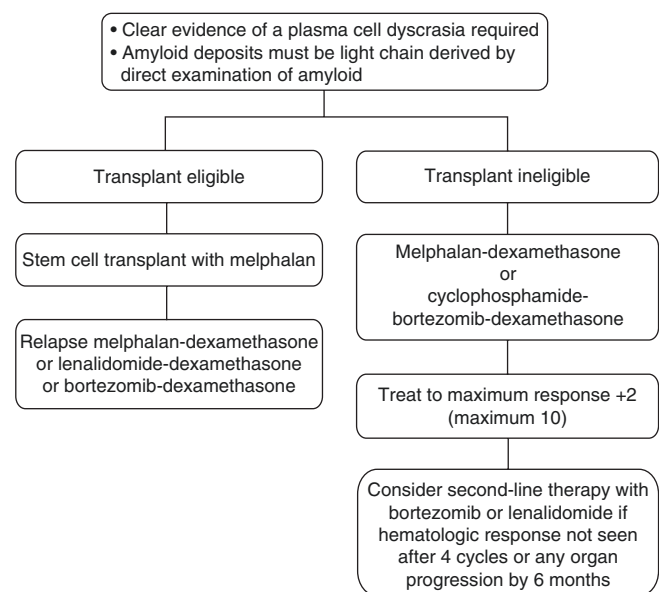 • Clear evidence of a plasma cell dyscrasia required
• Amyloid deposits must be light chain derived by
direct examination of amyloid
Transplant eligible
Stem cell transplant with melphalan
Relapse melphalan-dexamethasone
or lenalidomide-dexamethasone
or bortezomib-dexamethasone
Transplant ineligible
Melphalan-dexamethasone
or
cyclophosphamide-
bortezomib-dexamethasone
Treat to maximum response +2
(maximum 10)
Consider second-line therapy with
bortezomib or lenalidomide if
hematologic response not seen
after 4 cycles or any organ
progression by 6 months